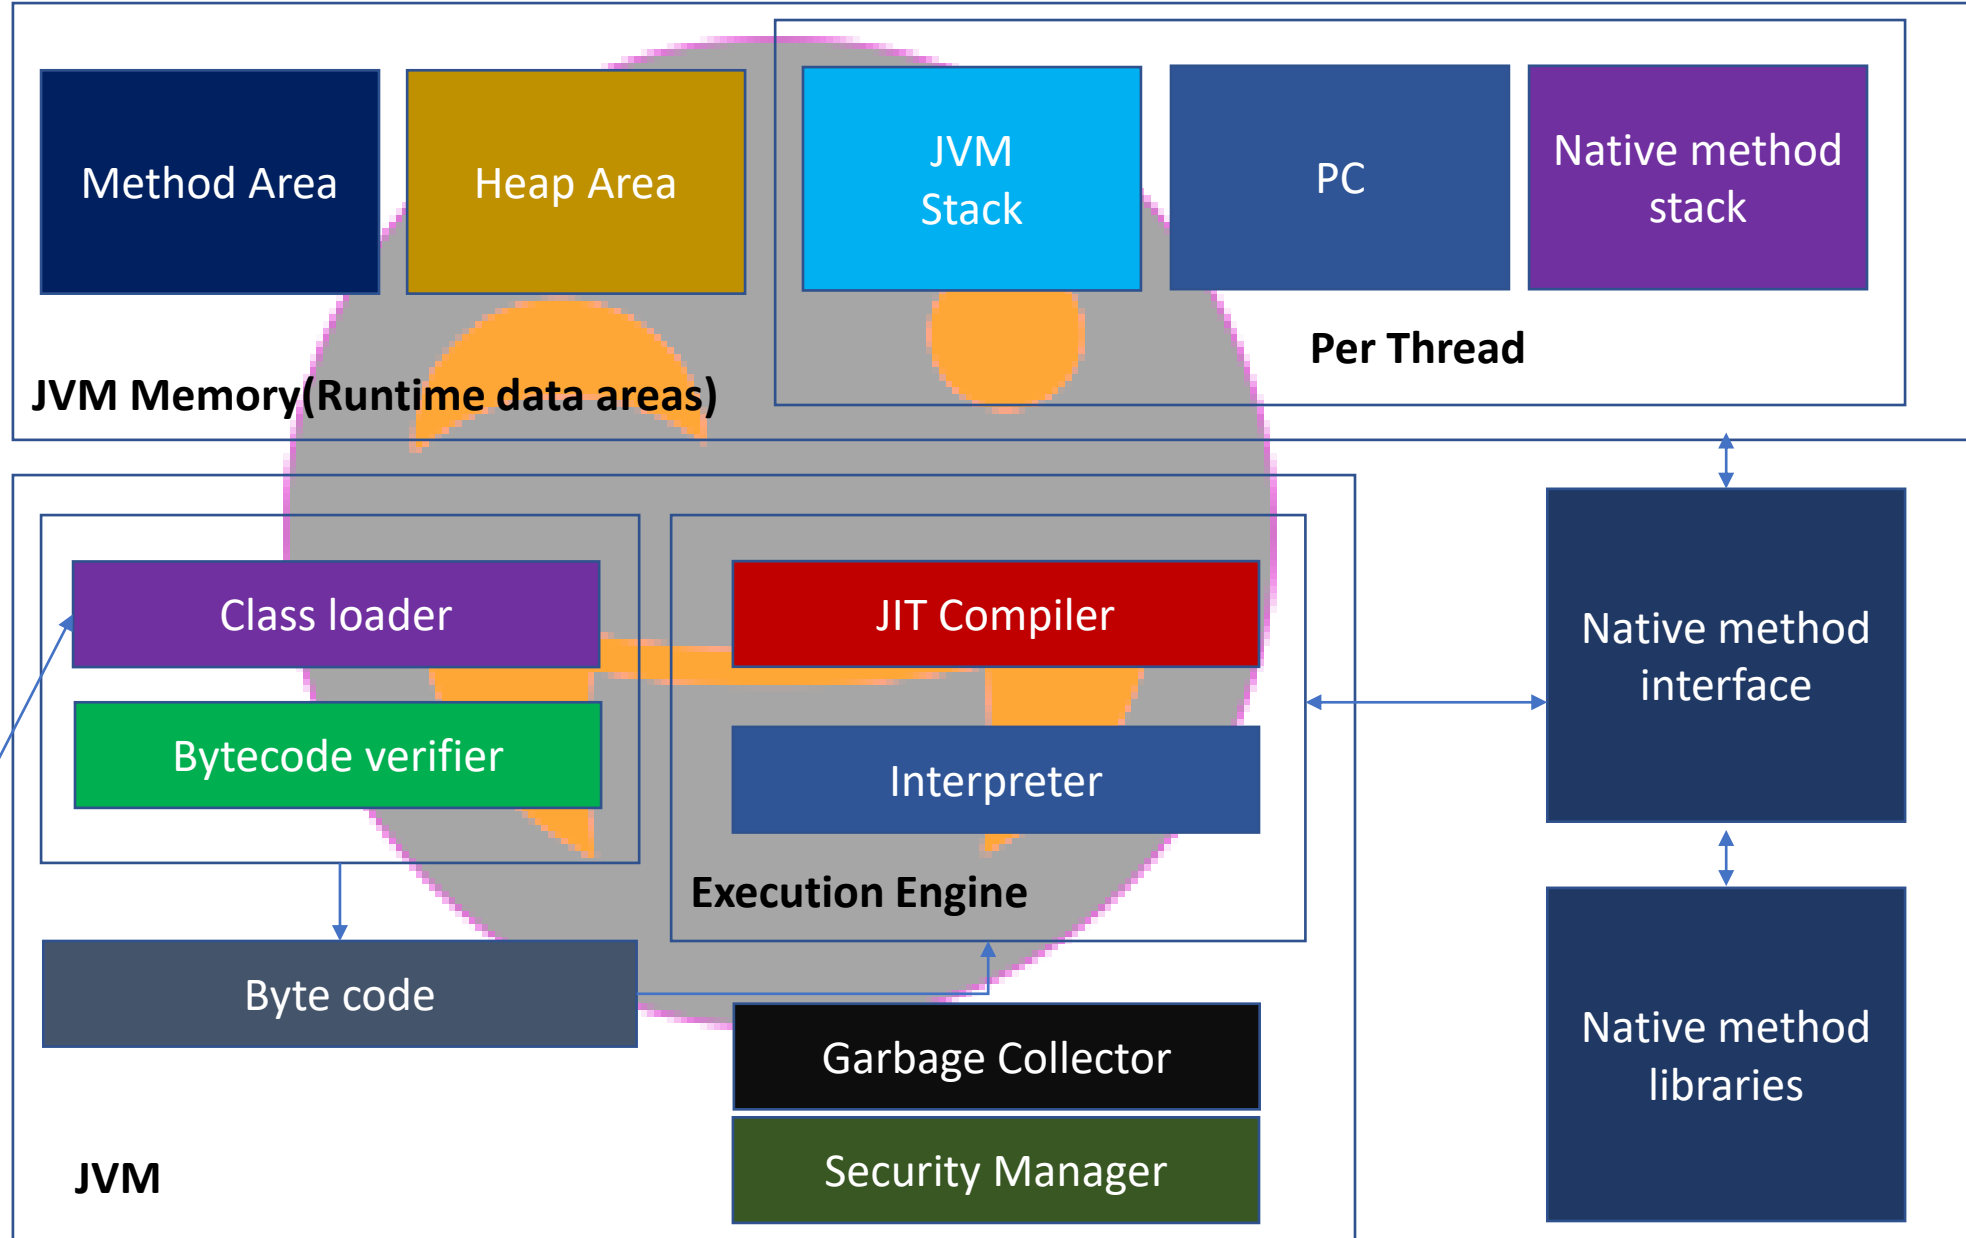 Method Area
Heap Area
JVM
Stack
PC
Native method
stack
Per Thread
JVM Memory(Runtime data areas)
Class loader
Bytecode verifier
JIT Compiler
Interpreter
Execution Engine
Native method
interface
Byte code
Garbage Collector
Security Manager
Native method
libraries
JVM